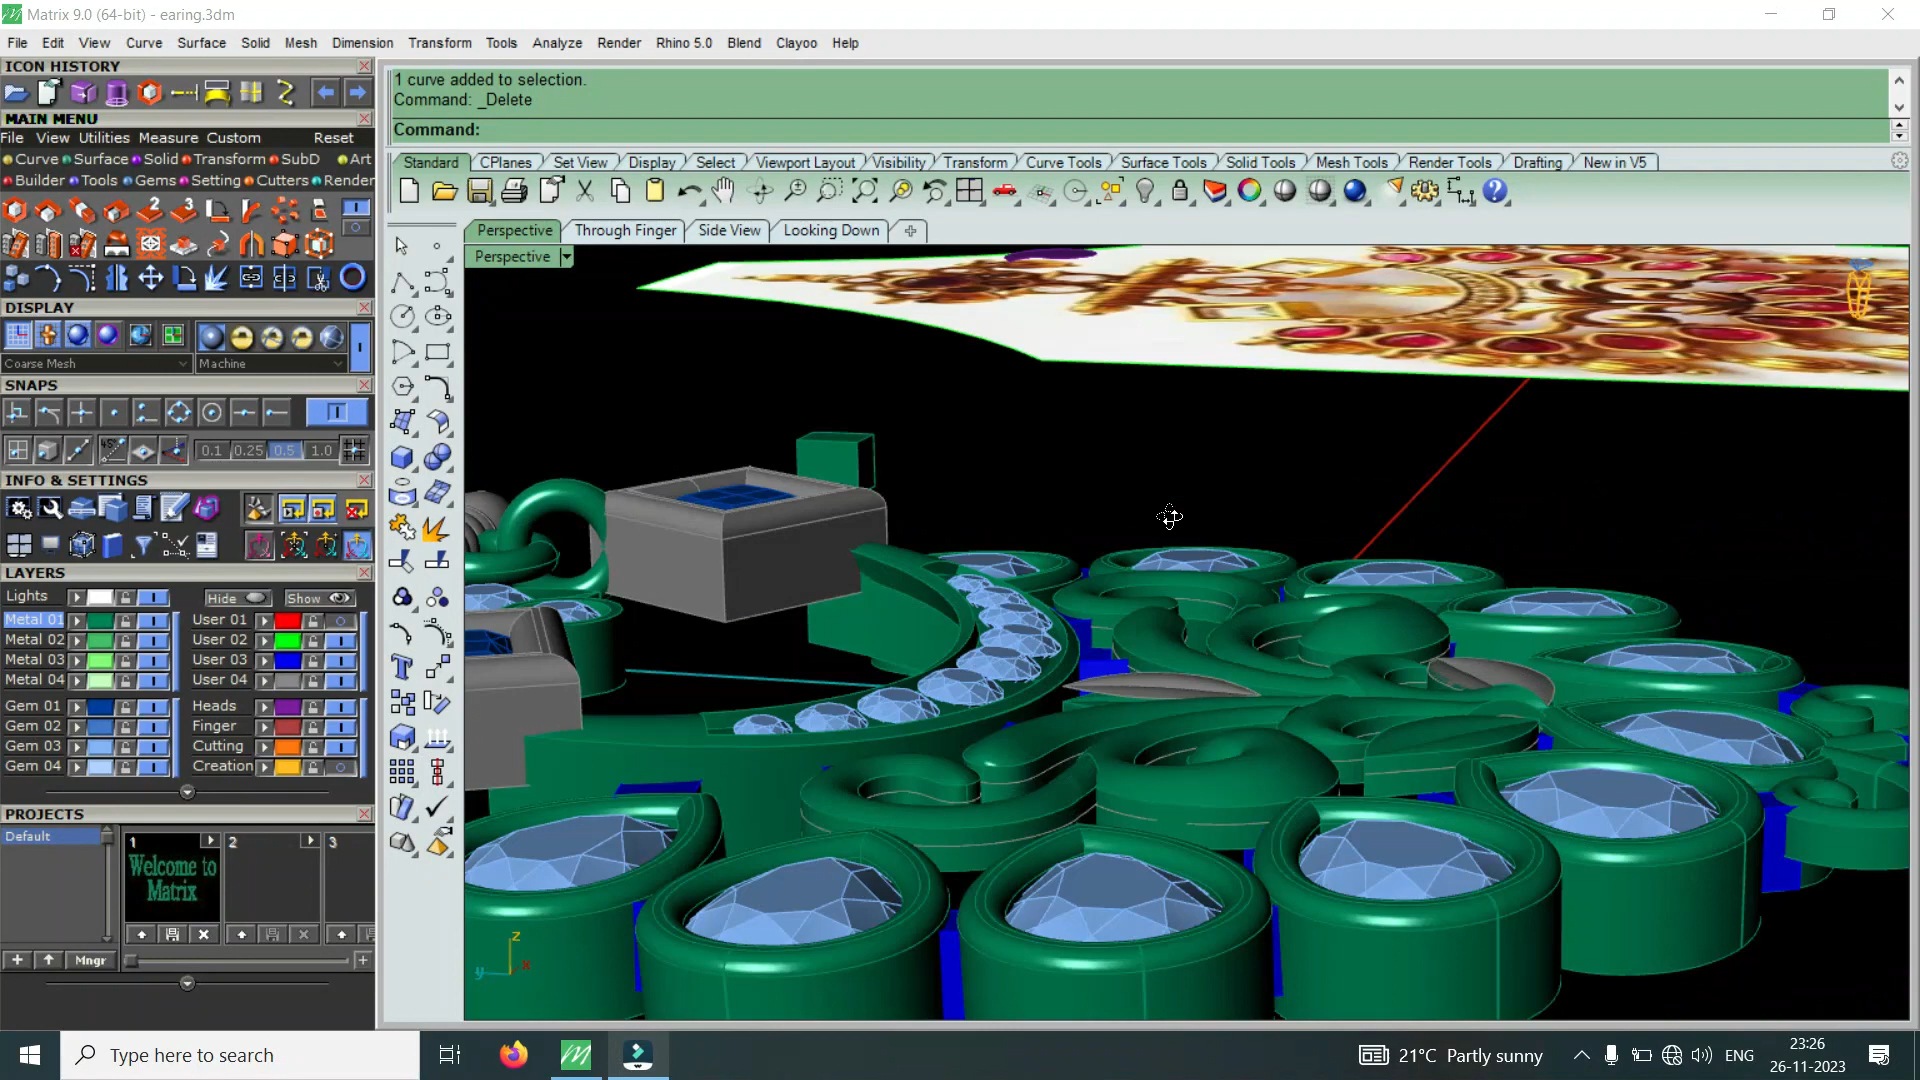 Matrix 9.0 (64-bit) - earing.3dm
File Edit View Curve Surface Solid Mesh Dimension Transform Tools Analyze Render Rhino 5.0 Blend Clayoo Help
ICON HISTORY
MAIN MENU
File View Utilities Measure Custom Reset
Curve Surface Solid Transform SubD Art
Builder Tools Gems Setting Cutters Render
DISPLAY
Coarse Mesh Machine
SNAPS
0.1 0.25 0.5 1.0
INFO & SETTINGS
LAYERS
Lights Hide Show
Metal 01 User 01
Metal 02 User 02
Metal 03 User 03
Metal 04 User 04
Gem 01 Heads
Gem 02 Finger
Gem 03 Cutting
Gem 04 Creation
PROJECTS
Default
1 2 3
Welcome to
Matrix
Mngr
1 curve added to selection.
Command: _Delete
Command:
Standard CPlanes Set View Display Select Viewport Layout Visibility Transform Curve Tools Surface Tools Solid Tools Mesh Tools Render Tools Drafting New in V5
Perspective Through Finger Side View Looking Down
Perspective
z
y x
Type here to search
21°C Partly sunny
ENG
23:26
26-11-2023